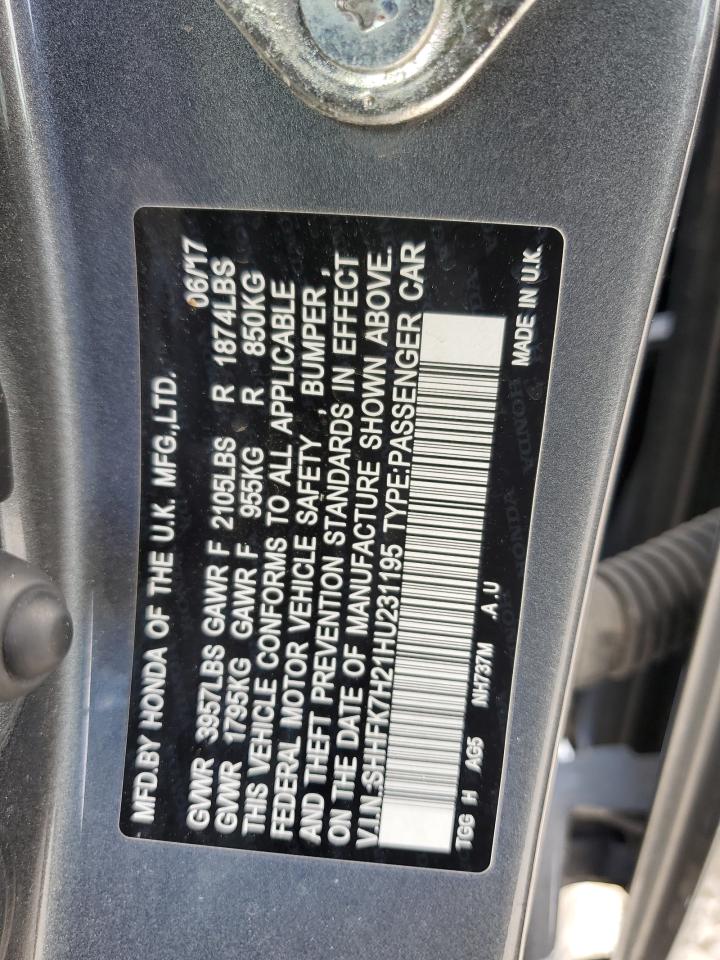 MFD.BY HONDA OF THE U.K. MFG.,LTD. 06/17
GVWR 3957LBS GAWR F 2105LBS R 1874LBS
GVWR 1795KG GAWR F 955KG R 850KG
THIS VEHICLE CONFORMS TO ALL APPLICABLE
FEDERAL MOTOR VEHICLE SAFETY , BUMPER ,
AND THEFT PREVENTION STANDARDS IN EFFECT
ON THE DATE OF MANUFACTURE SHOWN ABOVE.
V.I.N.:SHHFK7H21HU231195 TYPE:PASSENGER CAR
TGG H AG5 NH737M .A .U MADE IN U.K.
HONDA
HONDA